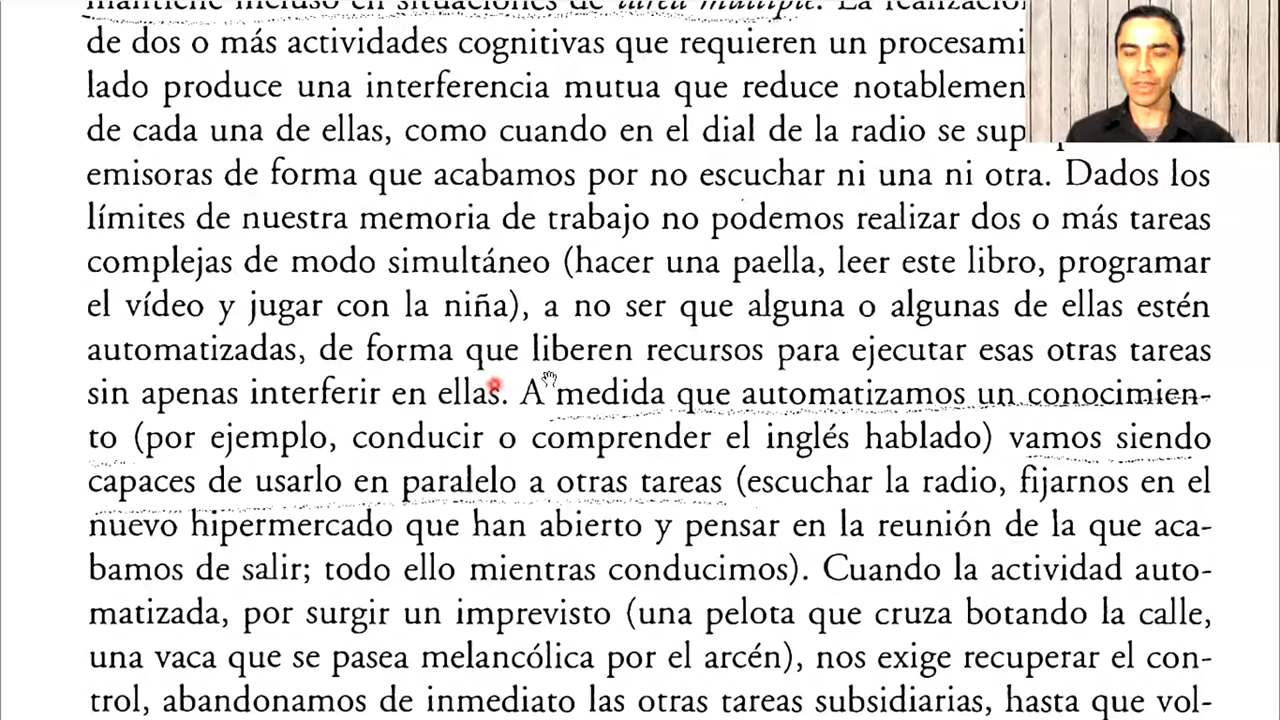 mantiene incluso en situaciones de tarea múltiple. La
de dos o más actividades cognitivas que requieren un procesami
lado produce una interferencia mutua que reduce notablemen
de cada una de ellas, como cuando en el dial de la radio se sup
emisoras de forma que acabamos por no escuchar ni una ni otra. Dados los
límites de nuestra memoria de trabajo no podemos realizar dos o más tareas
complejas de modo simultáneo (hacer una paella, leer este libro, programar
el vídeo y jugar con la niña), a no ser que alguna o algunas de ellas estén
automatizadas, de forma que liberen recursos para ejecutar esas otras tareas
sin apenas interferir en ellas. A medida que automatizamos un conocimien-
to (por ejemplo, conducir o comprender el inglés hablado) vamos siendo
capaces de usarlo en paralelo a otras tareas (escuchar la radio, fijarnos en el
nuevo hipermercado que han abierto y pensar en la reunión de la que aca-
bamos de salir; todo ello mientras conducimos). Cuando la actividad auto-
matizada, por surgir un imprevisto (una pelota que cruza botando la calle,
una vaca que se pasea melancólica por el arcén), nos exige recuperar el con-
trol, abandonamos de inmediato las otras tareas subsidiarias, hasta que vol-